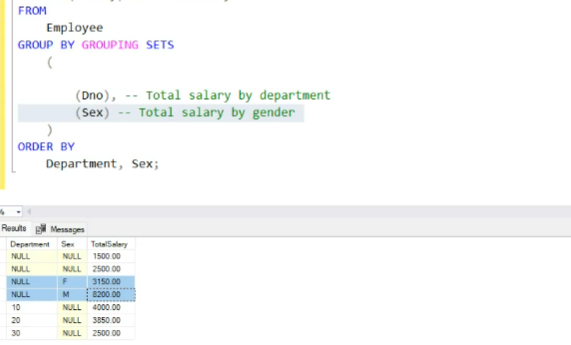 FROM
Employee
GROUP BY GROUPING SETS
(
(Dno), -- Total salary by department
(Sex) -- Total salary by gender
)
ORDER BY
Department, Sex;
Results Messages
Department Sex TotalSalary
NULL NULL 1500.00
NULL NULL 2500.00
NULL F 3150.00
NULL M 8200.00
10 NULL 4000.00
20 NULL 3850.00
30 NULL 2500.00